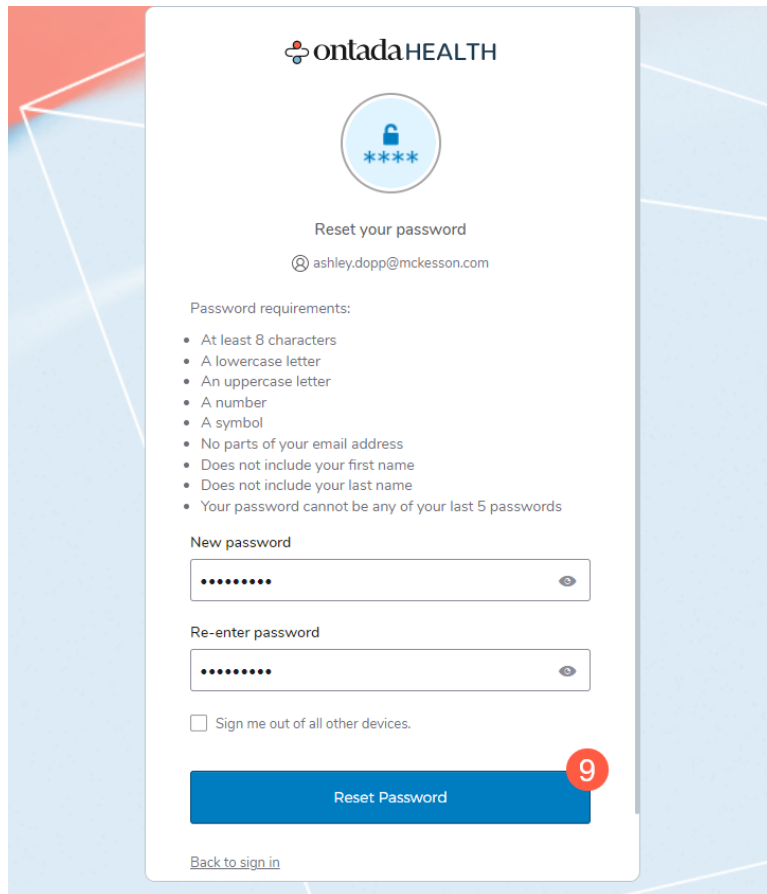 ontadaHEALTH
****
Reset your password
ashley.dopp@mckesson.com
Password requirements:
• At least 8 characters
• A lowercase letter
• An uppercase letter
• A number
• A symbol
• No parts of your email address
• Does not include your first name
• Does not include your last name
• Your password cannot be any of your last 5 passwords
New password
•••••••••
Re-enter password
•••••••••
Sign me out of all other devices.
9
Reset Password
Back to sign in